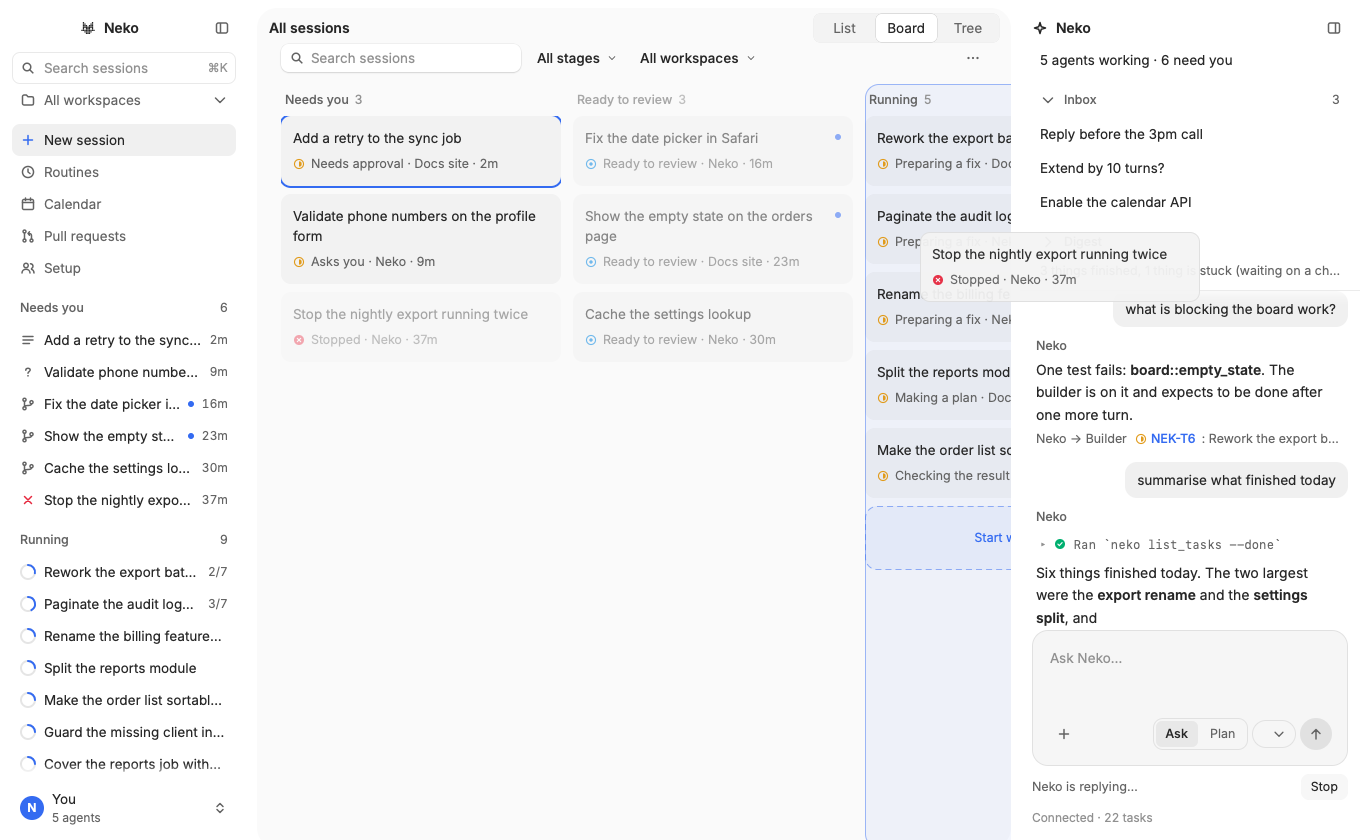 Neko
Search sessions
⌘K
All workspaces
New session
Routines
Calendar
Pull requests
Setup
Needs you 6
Add a retry to the sync... 2m
? Validate phone numbe... 9m
Fix the date picker i... 16m
Show the empty st... 23m
Cache the settings lo... 30m
Stop the nightly expo... 37m
Running 9
Rework the export bat... 2/7
Paginate the audit log... 3/7
Rename the billing feature...
Split the reports module
Make the order list sortabl...
Guard the missing client in...
Cover the reports job with...
N
You
5 agents
All sessions
List
Board
Tree
Search sessions
All stages
All workspaces
Needs you 3
Add a retry to the sync job
Needs approval · Docs site · 2m
Validate phone numbers on the profile
form
Asks you · Neko · 9m
Stop the nightly export running twice
Stopped · Neko · 37m
Ready to review 3
Fix the date picker in Safari
Ready to review · Neko · 16m
Show the empty state on the orders
page
Ready to review · Docs site · 23m
Cache the settings lookup
Ready to review · Neko · 30m
Running 5
Rework the export ba
Preparing a fix · Doc
Paginate the audit log
Stop the nightly export running twice
Stopped · Neko · 37m
Preparing a fix · Nek
Split the reports mod
Making a plan · Doc
Make the order list so
Checking the result
Start w
Neko
5 agents working · 6 need you
Inbox 3
Reply before the 3pm call
Extend by 10 turns?
Enable the calendar API
Digest
stuck (waiting on a ch...
what is blocking the board work?
Neko
One test fails: board::empty_state. The
builder is on it and expects to be done after
one more turn.
Neko → Builder NEK-T6 : Rework the export b...
summarise what finished today
Neko
Ran `neko list_tasks --done`
Six things finished today. The two largest
were the export rename and the settings
split, and
Ask Neko...
Ask
Plan
Neko is replying...
Stop
Connected · 22 tasks